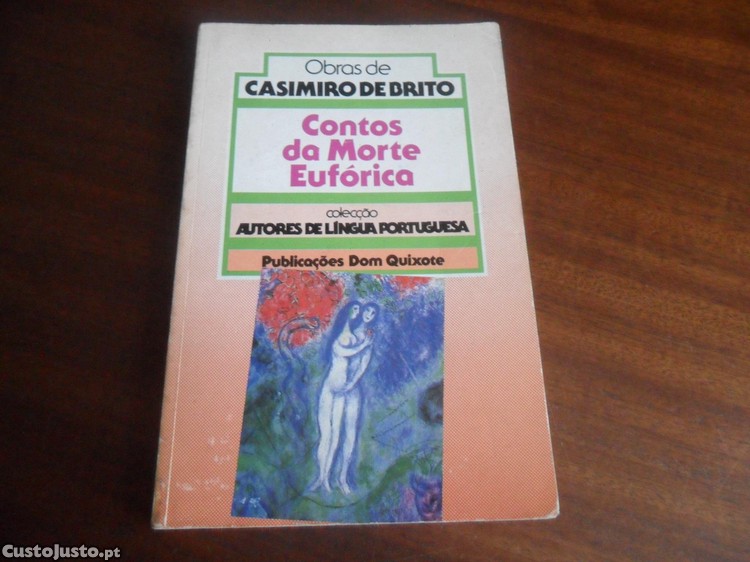 Obras de
CASIMIRO DE BRITO
Contos
da Morte
Eufórica
colecção
AUTORES DE LÍNGUA PORTUGUESA
Publicações Dom Quixote
CustoJusto.pt